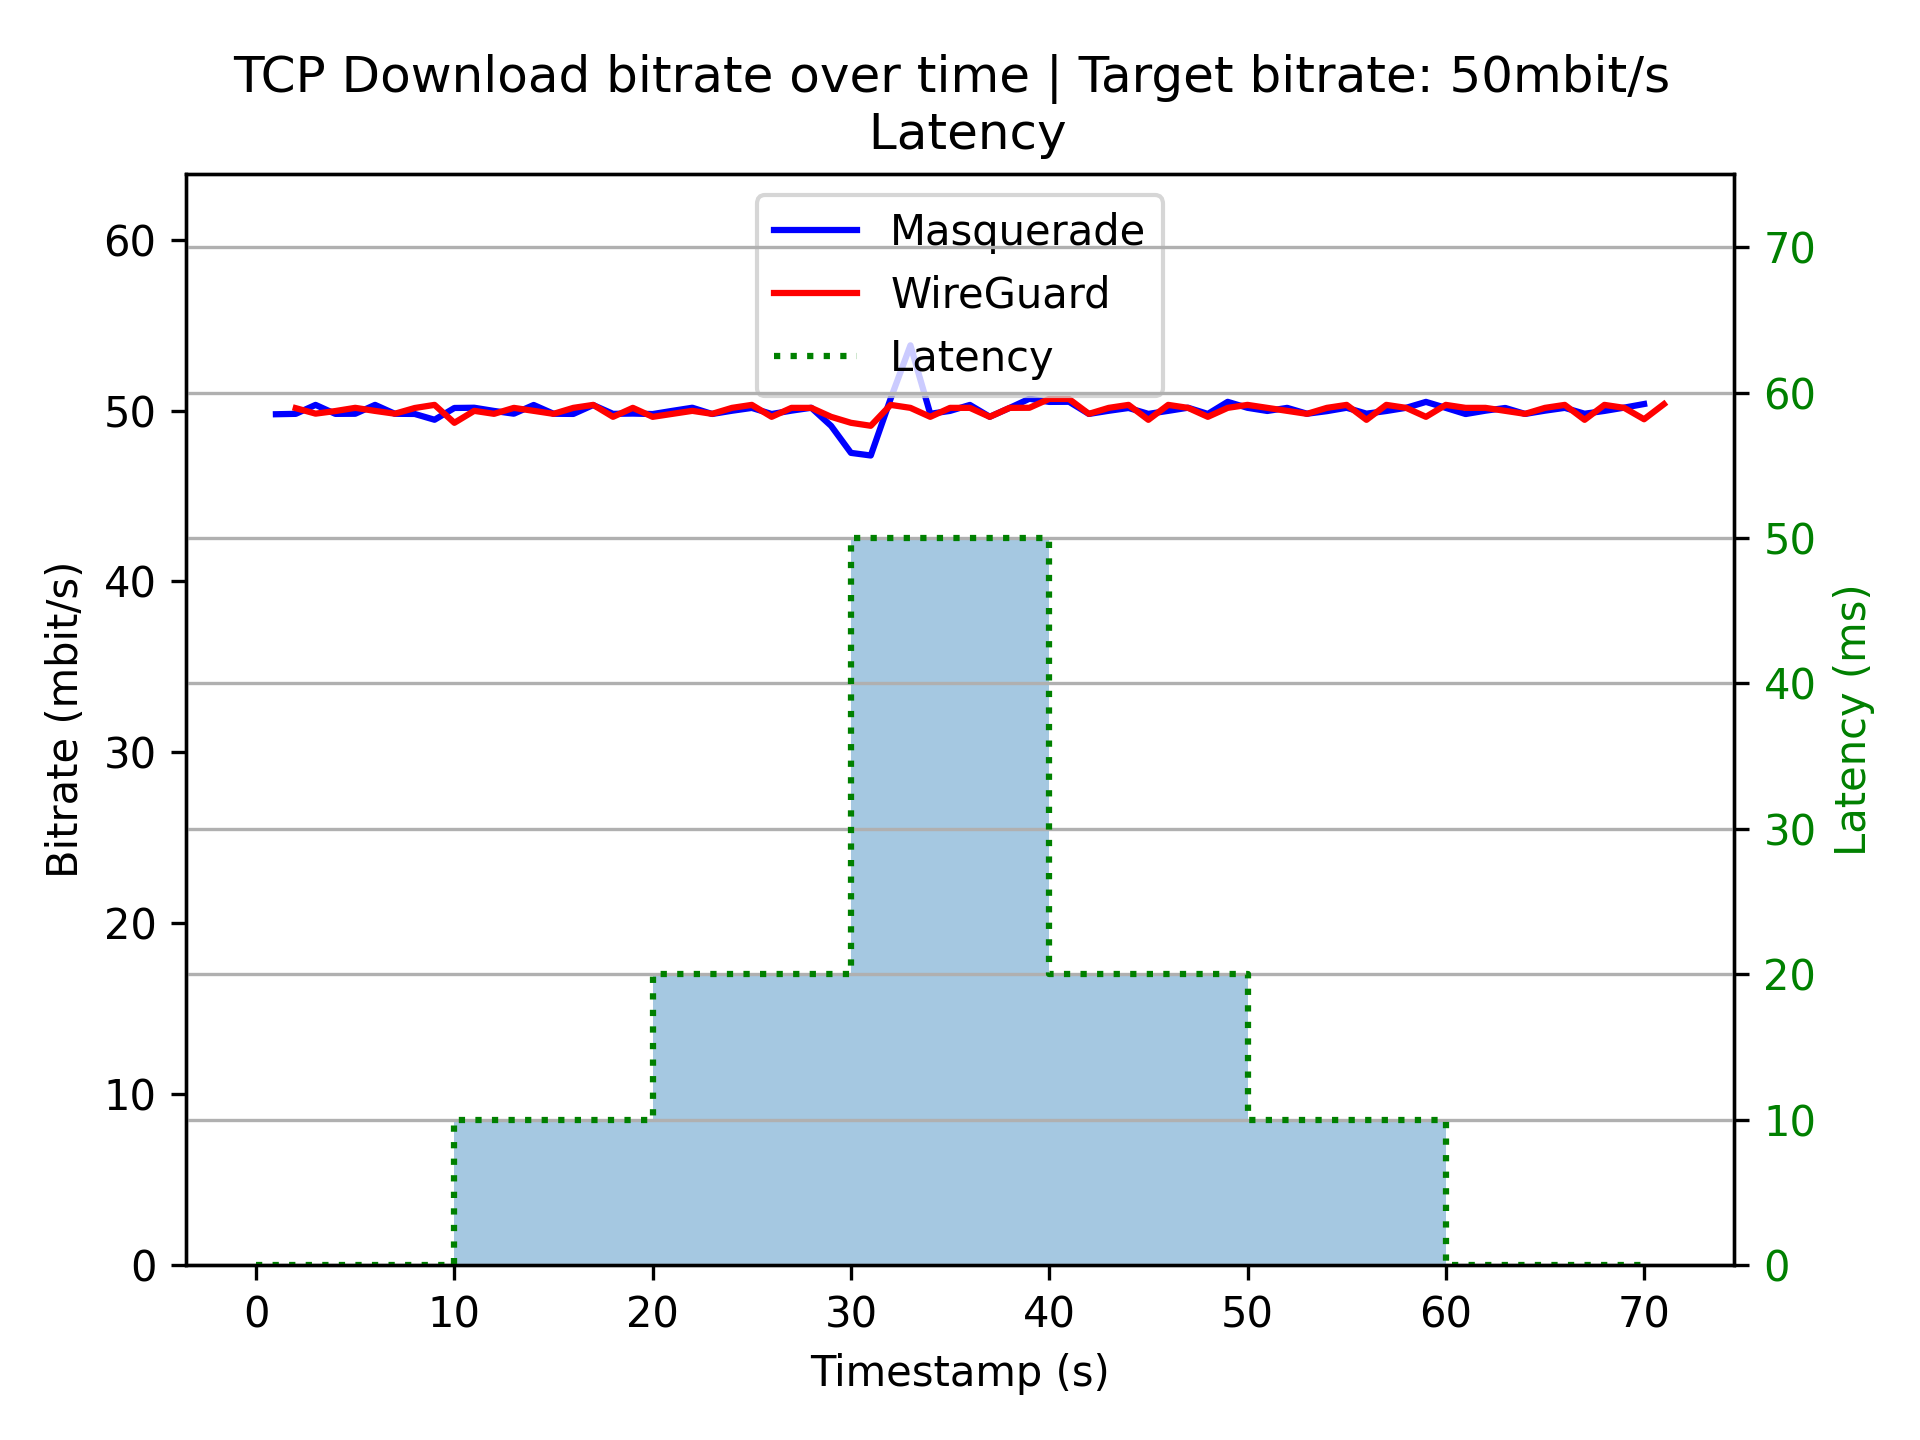 TCP Download bitrate over time | Target bitrate: 50mbit/s
Latency
Masquerade
WireGuard
Latency
Bitrate (mbit/s)
60
50
40
30
20
10
0
Latency (ms)
70
60
50
40
30
20
10
0
0 10 20 30 40 50 60 70
Timestamp (s)